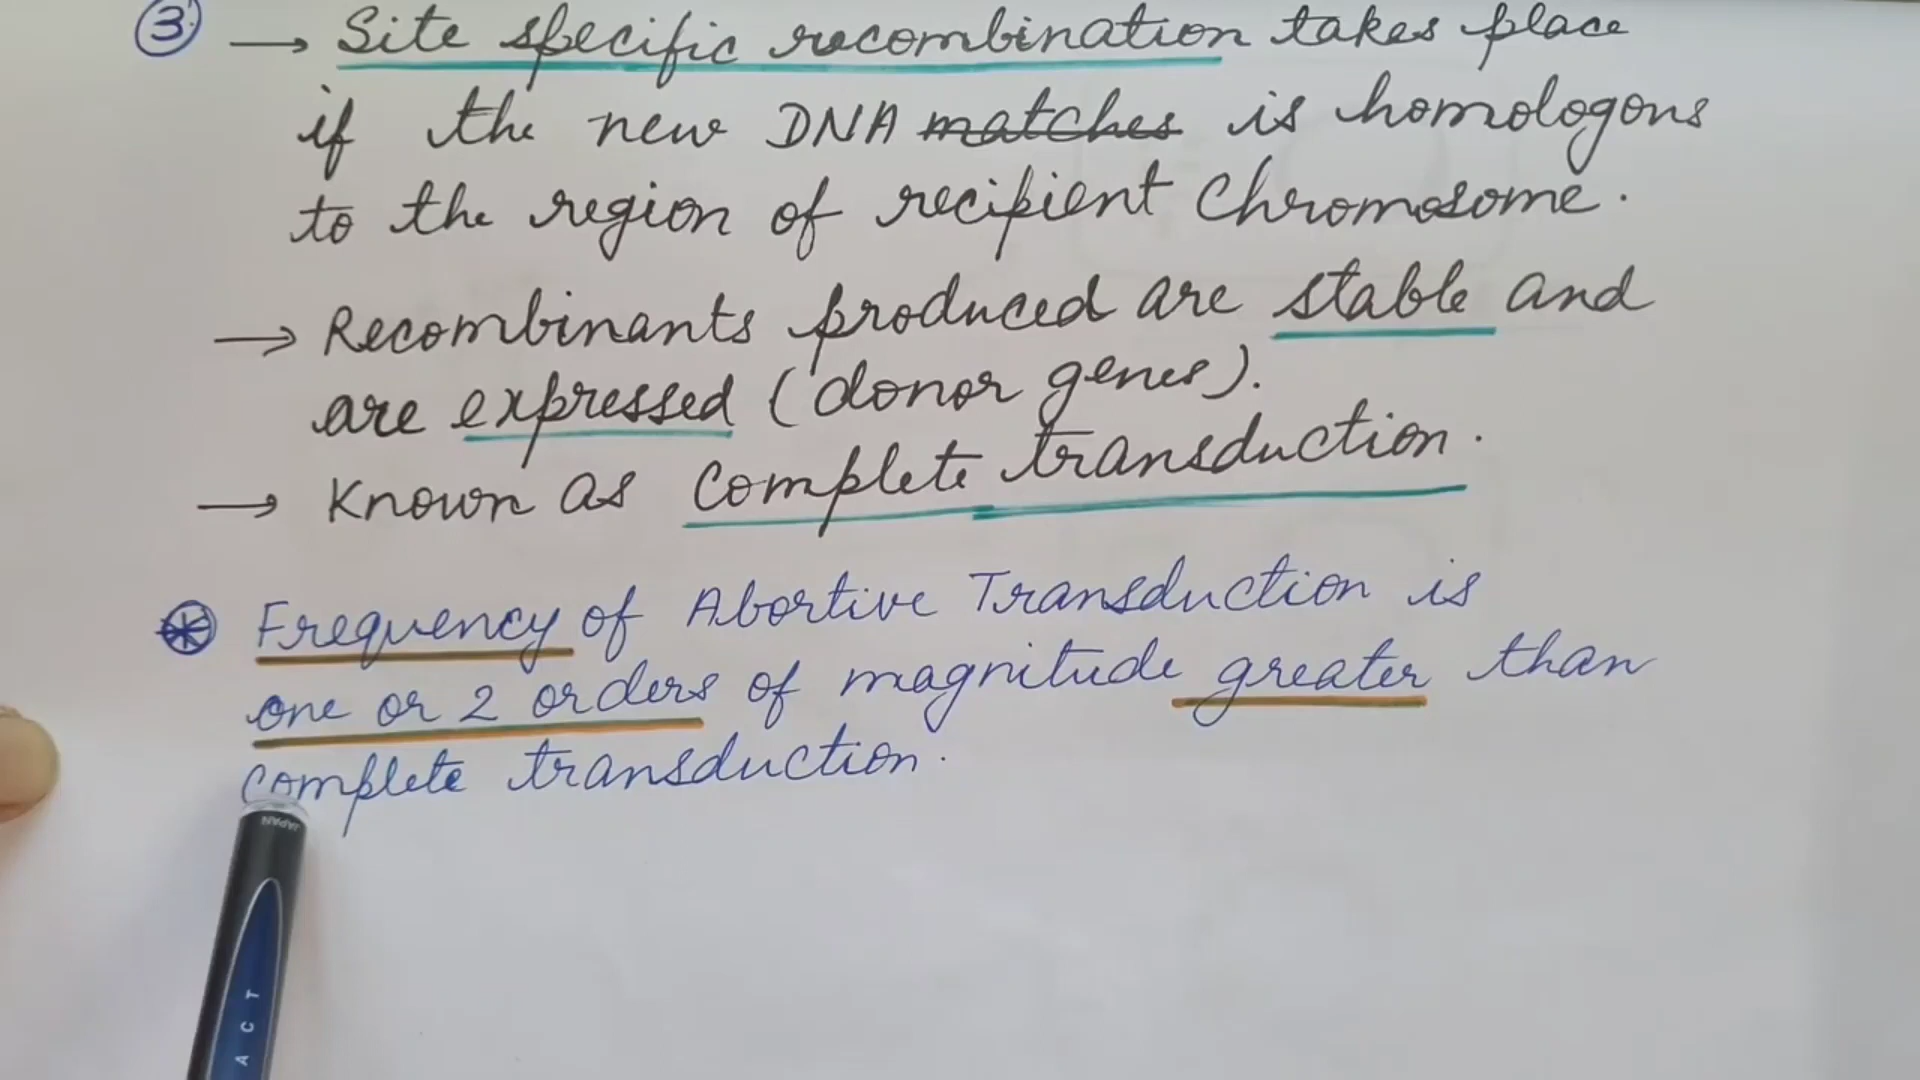 3 → Site specific recombination takes place
if the new DNA matches is homologous
to the region of recipient Chromosome.
→ Recombinants produced are stable and
are expressed (donor genes).
→ Known as Complete transduction.
* Frequency of Abortive Transduction is
one or 2 orders of magnitude greater than
complete transduction.
JAPAN
A C T